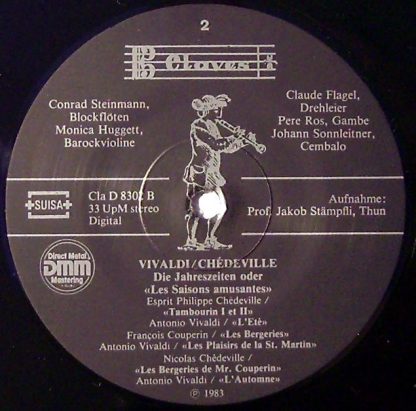 2
Claves
Conrad Steinmann,
Blockflöten
Monica Huggett,
Barockvioline
Claude Flagel,
Drehleier
Pere Ros, Gambe
Johann Sonnleitner,
Cembalo
SUISA
Cla D 8302 B
33 UpM stereo
Digital
Aufnahme:
Prof. Jakob Stämpfli, Thun
Direct Metal
DMM
Mastering
VIVALDI/CHÉDEVILLE
Die Jahreszeiten oder
«Les Saisons amusantes»
Esprit Philippe Chédeville /
«Tambourin I et II»
Antonio Vivaldi / «L'Eté»
François Couperin / «Les Bergeries»
Antonio Vivaldi / «Les Plaisirs de la St. Martin»
Nicolas Chédeville /
«Les Bergeries de Mr. Couperin»
Antonio Vivaldi / «L'Automne»
℗ 1983